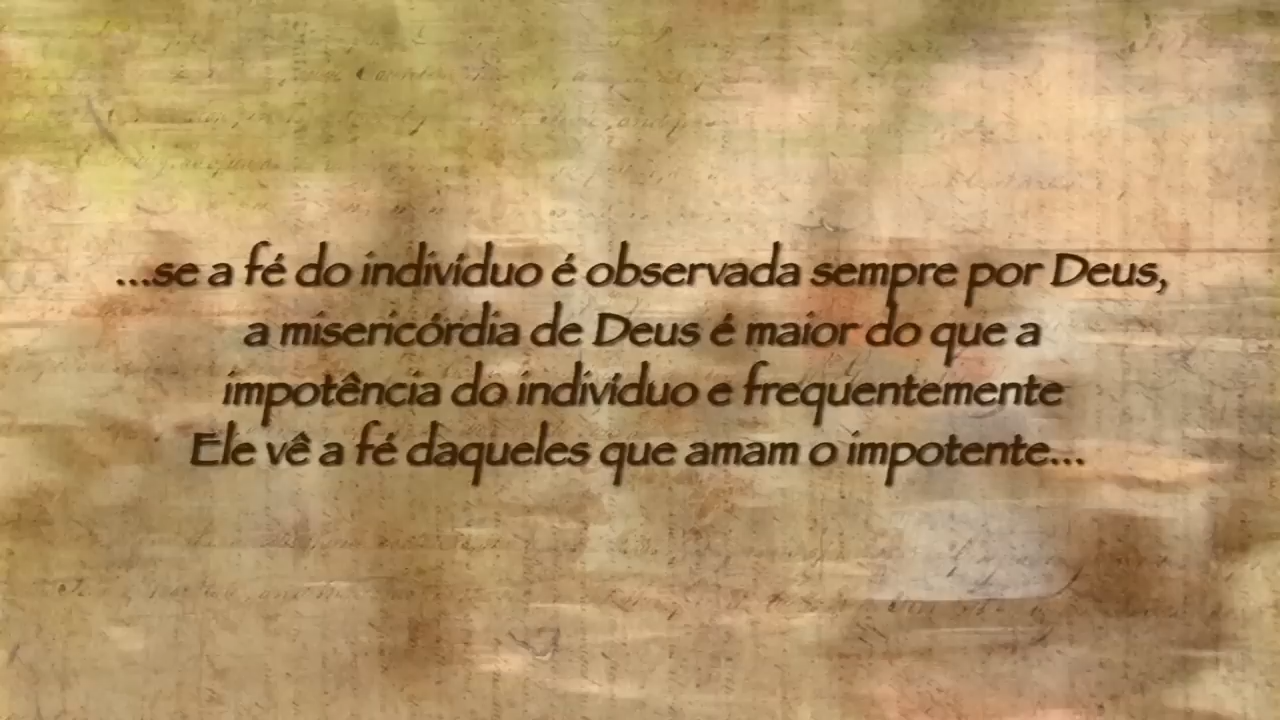 ...se a fé do indivíduo é observada sempre por Deus,
a misericórdia de Deus é maior do que a
impotência do indivíduo e frequentemente
Ele vê a fé daqueles que amam o impotente...